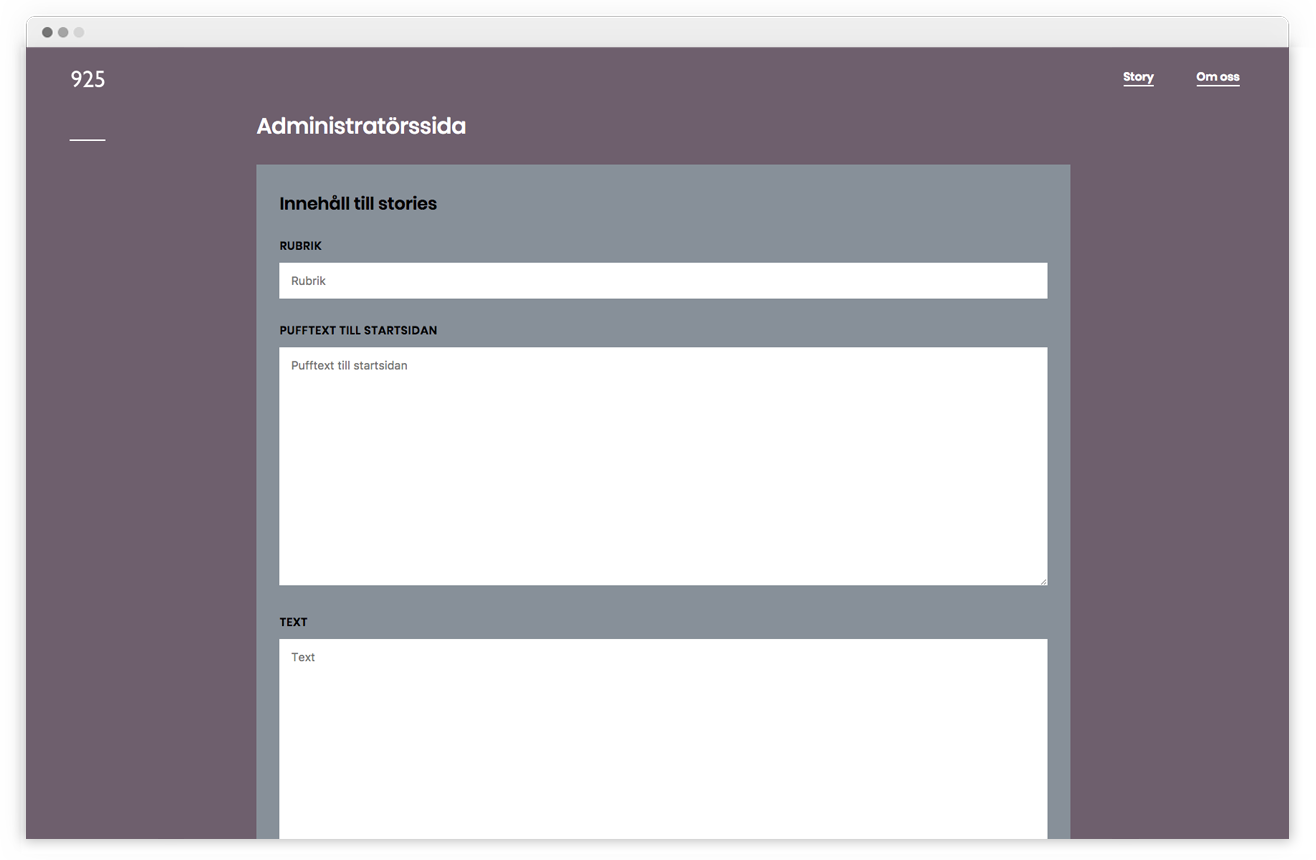 925
Story
Om oss
Administratörssida
Innehåll till stories
RUBRIK
Rubrik
PUFFTEXT TILL STARTSIDAN
Pufftext till startsidan
TEXT
Text